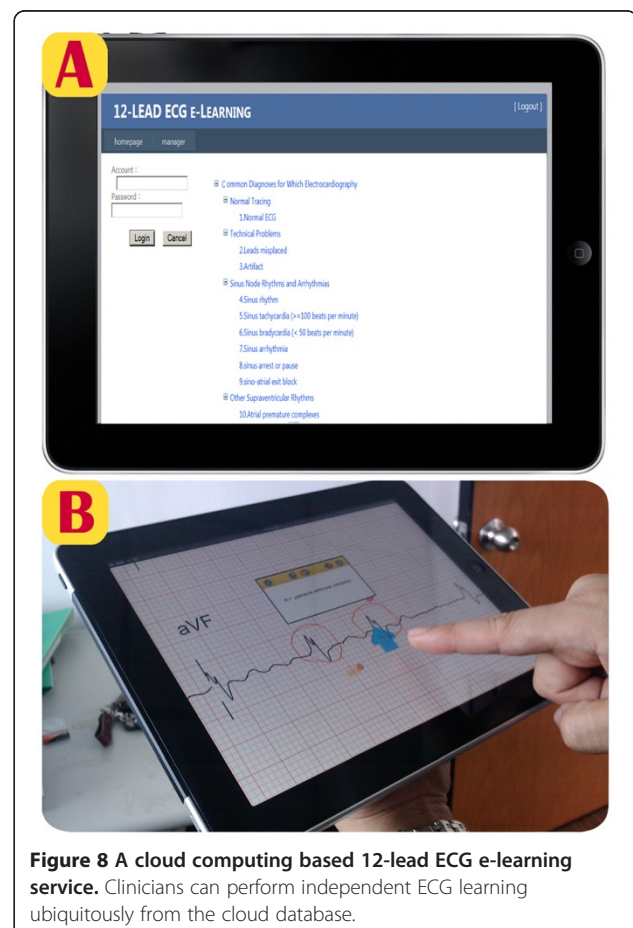 A
12-LEAD ECG E-LEARNING
[ Logout ]
homepage manager
Account :
Password :
Login Cancel
Common Diagnoses for Which Electrocardiography
Normal Tracing
1.Normal ECG
Technical Problems
2.Leads misplaced
3.Artifact
Sinus Node Rhythms and Arrhythmias
4.Sinus rhythm
5.Sinus tachycardia (>=100 beats per minute)
6.Sinus bradycardia (< 50 beats per minute)
7.Sinus arrhythmia
8.sinus arrest or pause
9.sino-atrial exit block
Other Supraventricular Rhythms
10.Atrial premature complexes
B
aVF
Figure 8 A cloud computing based 12-lead ECG e-learning
service. Clinicians can perform independent ECG learning
ubiquitously from the cloud database.